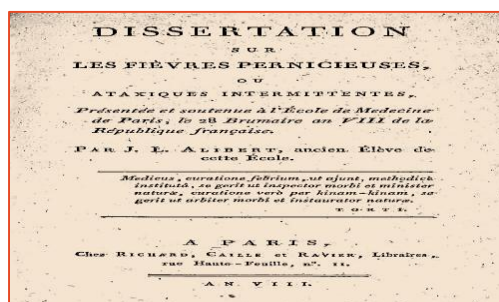 DISSERTATION
SUR
LES FIÈVRES PERNICIEUSES,
OU
ATAXIQUES INTERMITTENTES,
Présentée et soutenue à l'École de Medecine
de Paris, le 28 Brumaire an VIII de la
République française.
PAR J. L. ALIBERT, ancien Élève de
cette École.
Medicus, curatione febrium, ut ajunt, methodicè
institutâ, se gerit ut inspector morbi et minister
naturæ, curatione verò per kinam-kinam, se
gerit ut arbiter morbi et instaurator naturæ.
TORTI.
A PARIS,
Chez RICHARD, CAILLE et RAVIER, Libraires,
rue Haute-Feuille, n°. 11.
AN VIII.